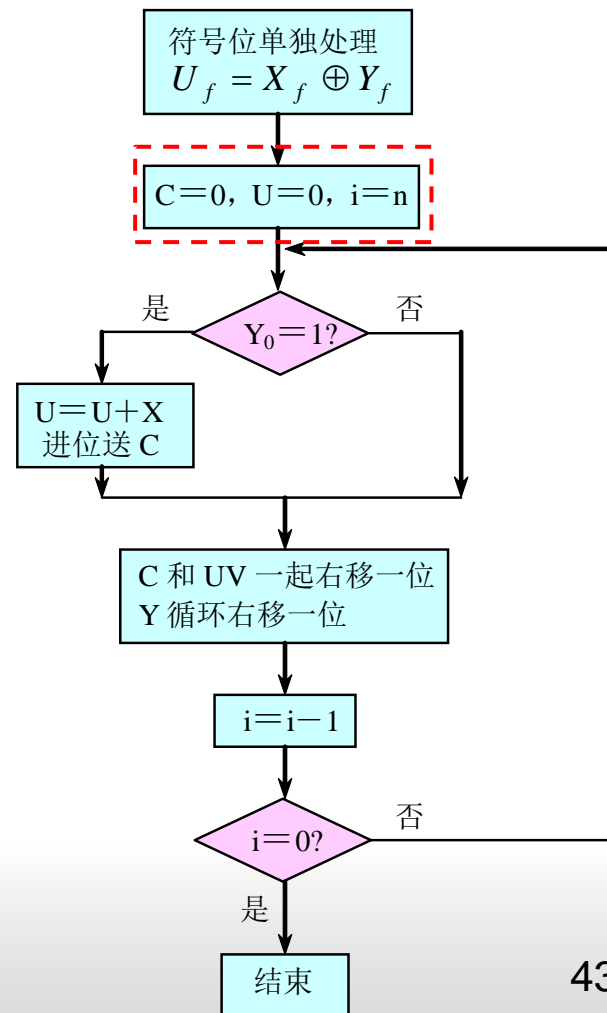 符号位单独处理
U_f = X_f ⊕ Y_f
C=0, U=0, i=n
是
Y₀=1?
否
U=U+X
进位送 C
C 和 UV 一起右移一位
Y 循环右移一位
i=i-1
i=0?
否
是
结束
43